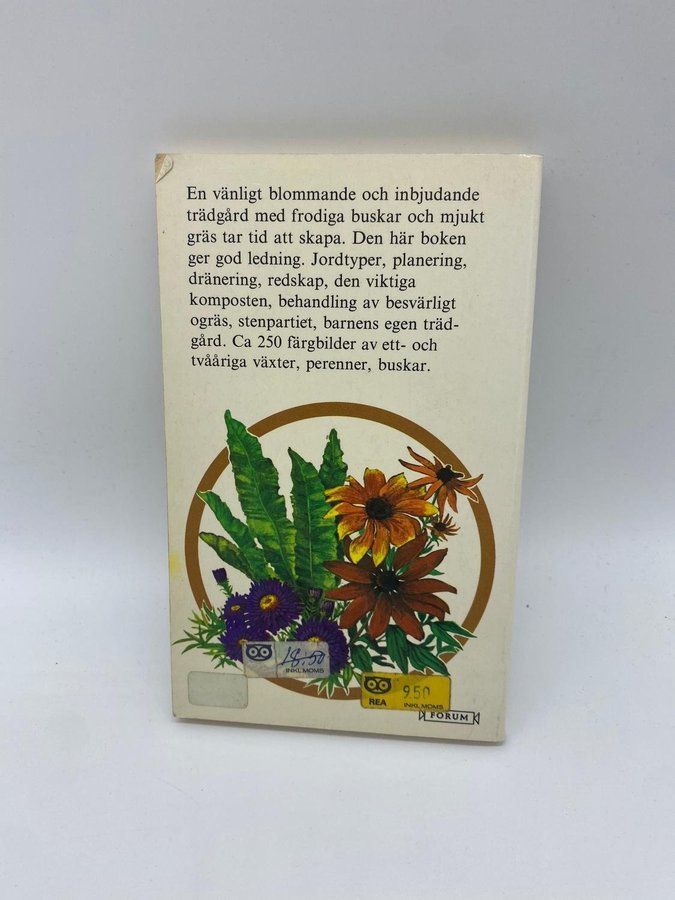 En vänligt blommande och inbjudande
trädgård med frodiga buskar och mjukt
gräs tar tid att skapa. Den här boken
ger god ledning. Jordtyper, planering,
dränering, redskap, den viktiga
komposten, behandling av besvärligt
ogräs, stenpartiet, barnens egen träd-
gård. Ca 250 färgbilder av ett- och
tvååriga växter, perenner, buskar.
18:50
INKL MOMS
REA
950
INKL MOMS
FORUM